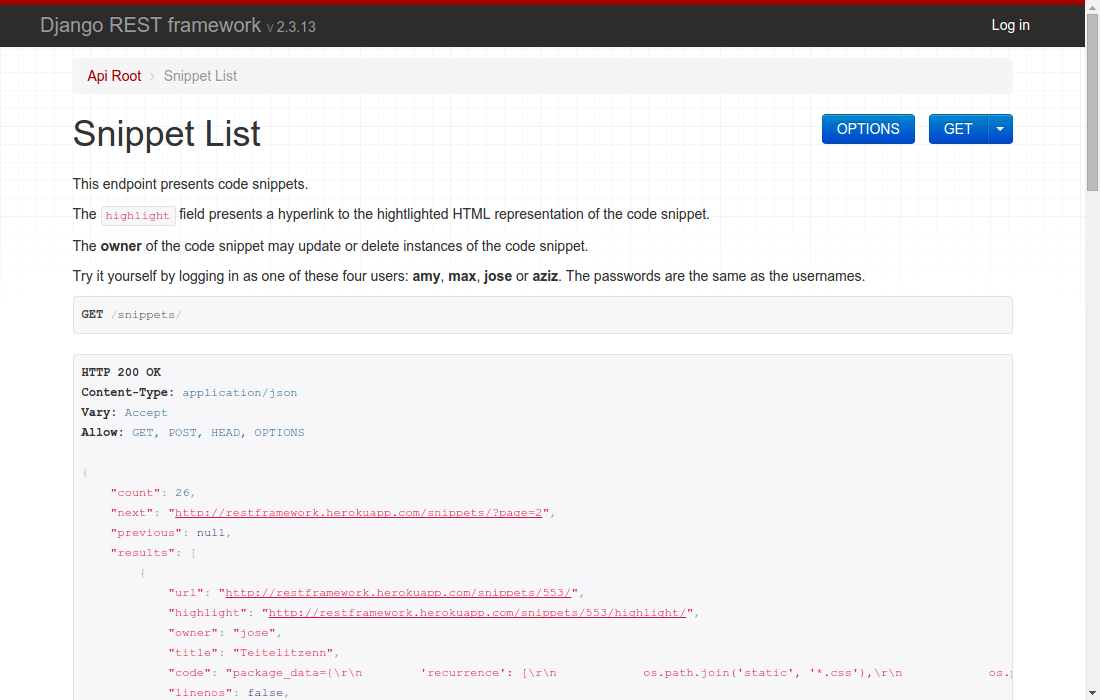 Django REST framework v 2.3.13
Log in
Api Root › Snippet List
Snippet List
OPTIONS
GET
This endpoint presents code snippets.
The highlight field presents a hyperlink to the hightlighted HTML representation of the code snippet.
The owner of the code snippet may update or delete instances of the code snippet.
Try it yourself by logging in as one of these four users: amy, max, jose or aziz. The passwords are the same as the usernames.
GET /snippets/
HTTP 200 OK
Content-Type: application/json
Vary: Accept
Allow: GET, POST, HEAD, OPTIONS
{
"count": 26,
"next": "http://restframework.herokuapp.com/snippets/?page=2",
"previous": null,
"results": [
{
"url": "http://restframework.herokuapp.com/snippets/553/",
"highlight": "http://restframework.herokuapp.com/snippets/553/highlight/",
"owner": "jose",
"title": "Teitelitzenn",
"code": "package_data={\r\n 'recurrence': [\r\n os.path.join('static', '*.css'),\r\n os.
"linenos": false,